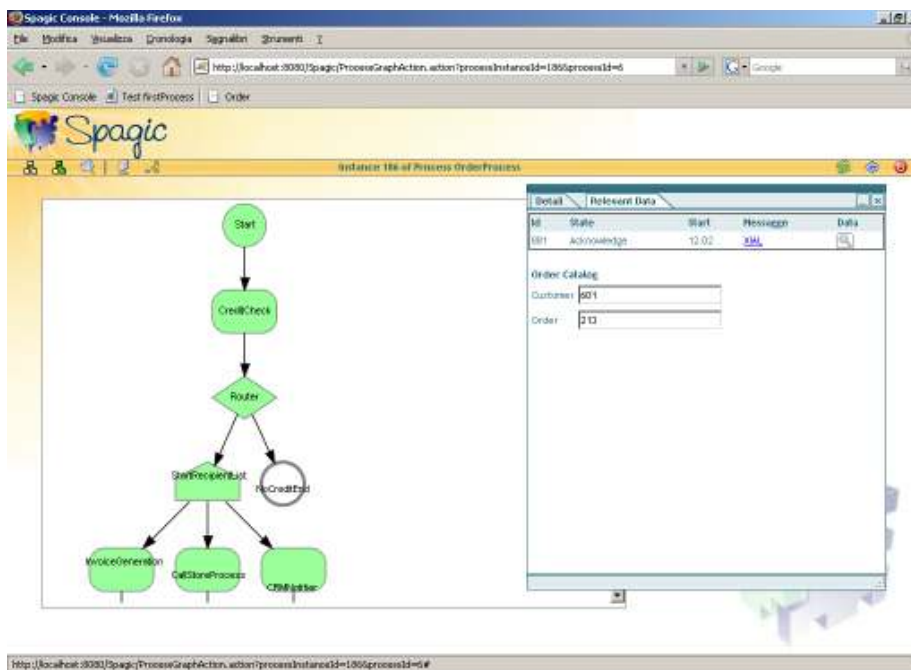 Spagic Console - Mozilla Firefox
File Modifica Visualizza Cronologia Segnalibri Strumenti ?
http://localhost:8080/Spagic/ProcessGraphAction.action?processInstanceId=186&processId=6
Google
Spagic Console Test firstProcess Order
Spagic
Instance 186 of Process OrderProcess
Detail Relevant Data
Id State Start Messaggo Data
Acknowledge 12.02 XML
Order Catalog
Customer 601
Order 213
Start
CreditCheck
Router
StartRecipientList
NoCreditEnd
InvoiceGeneration
CallStoreProcess
CRMNotifier
http://localhost:8080/Spagic/ProcessGraphAction.action?processInstanceId=186&processId=6#